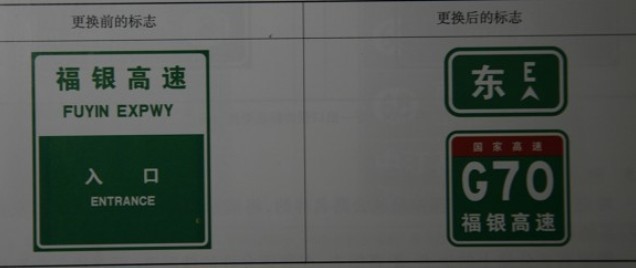 更换前的标志
更换后的标志
福银高速
FUYIN EXPWY
入口
ENTRANCE
东 E
国家高速
G70
福银高速